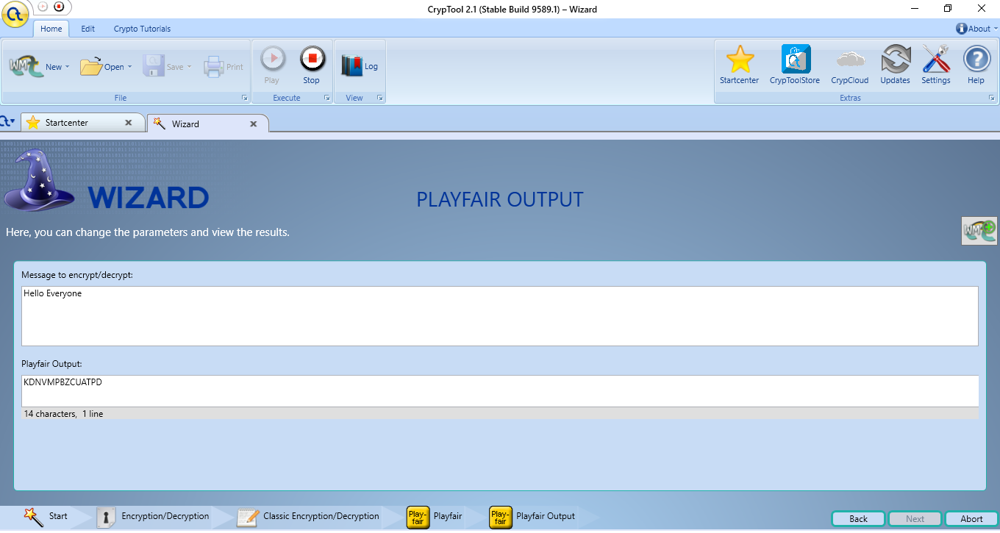 CrypTool 2.1 (Stable Build 9589.1) – Wizard
Home Edit Crypto Tutorials About
New Open Save Print Play Stop Log Startcenter CrypToolStore CrypCloud Updates Settings Help
File Execute View Extras
Startcenter Wizard
WIZARD
PLAYFAIR OUTPUT
Here, you can change the parameters and view the results.
Message to encrypt/decrypt:
Hello Everyone
Playfair Output:
KDNVMPBZCUATPD
14 characters, 1 line
Start Encryption/Decryption Classic Encryption/Decryption Play-fair Playfair Play-fair Playfair Output
Back Next Abort